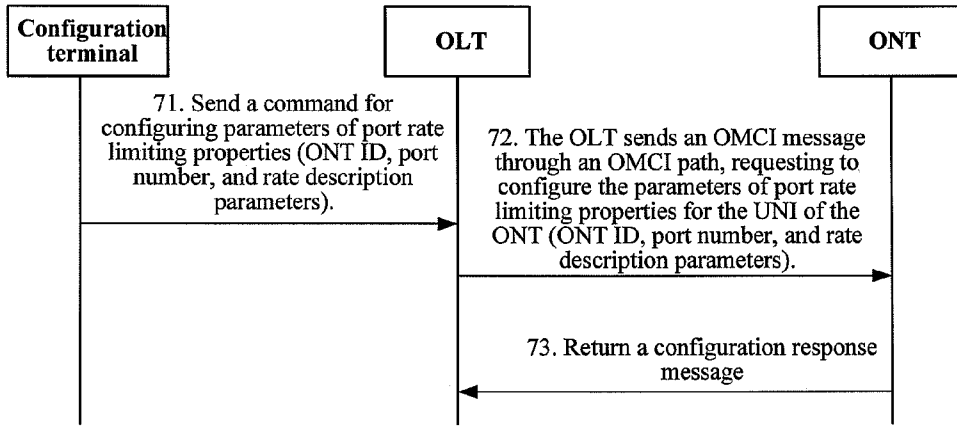 Configuration
terminal
OLT
ONT
71. Send a command for
configuring parameters of port rate
limiting properties (ONT ID, port
number, and rate description
parameters).
72. The OLT sends an OMCI message
through an OMCI path, requesting to
configure the parameters of port rate
limiting properties for the UNI of the
ONT (ONT ID, port number, and rate
description parameters).
73. Return a configuration response
message